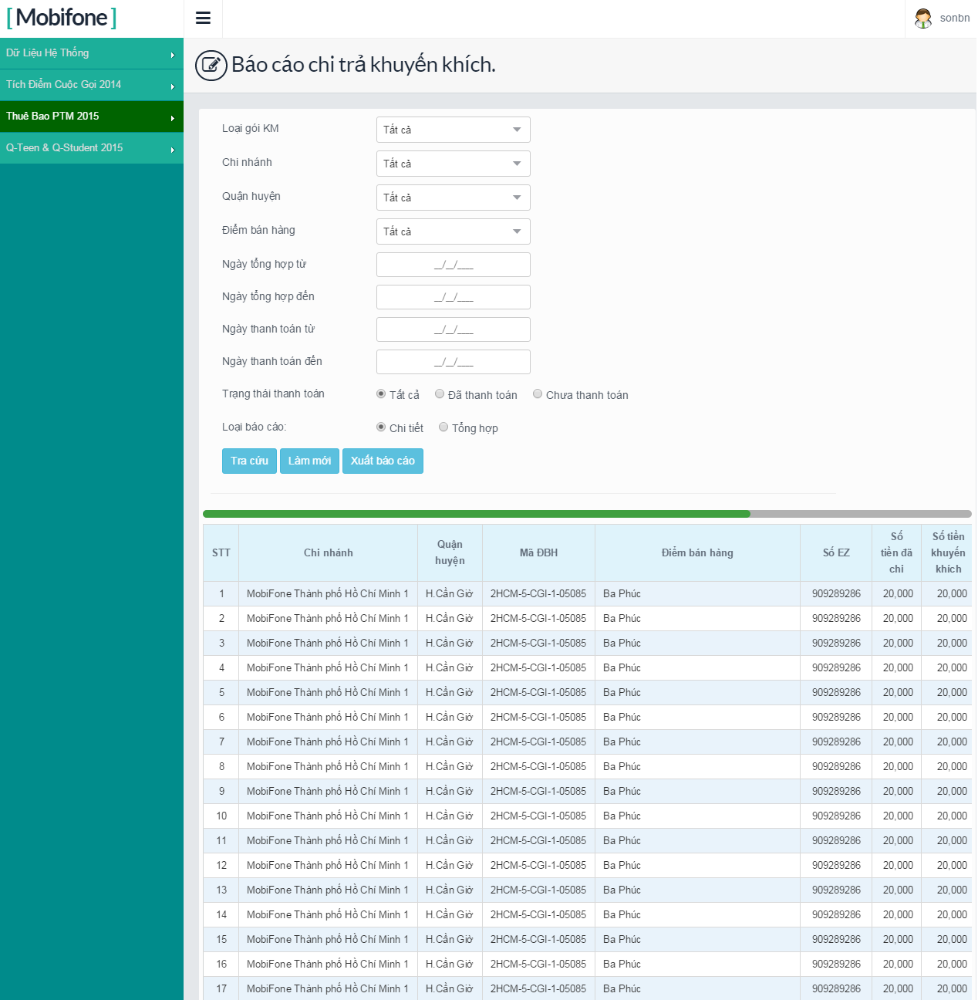 [ Mobifone ]
sonbn
Dữ Liệu Hệ Thống
Tích Điểm Cuộc Gọi 2014
Thuê Bao PTM 2015
Q-Teen & Q-Student 2015
Báo cáo chi trả khuyến khích.
Loại gói KM Tất cả
Chi nhánh Tất cả
Quận huyện Tất cả
Điểm bán hàng Tất cả
Ngày tổng hợp từ __/__/____
Ngày tổng hợp đến __/__/____
Ngày thanh toán từ __/__/____
Ngày thanh toán đến __/__/____
Trạng thái thanh toán Tất cả Đã thanh toán Chưa thanh toán
Loại báo cáo: Chi tiết Tổng hợp
Tra cứu Làm mới Xuất báo cáo
STT Chi nhánh Quận huyện Mã ĐBH Điểm bán hàng Số EZ Số tiền đã chi Số tiền khuyến khích
1 MobiFone Thành phố Hồ Chí Minh 1 H.Cần Giờ 2HCM-5-CGI-1-05085 Ba Phúc 909289286 20,000 20,000
2 MobiFone Thành phố Hồ Chí Minh 1 H.Cần Giờ 2HCM-5-CGI-1-05085 Ba Phúc 909289286 20,000 20,000
3 MobiFone Thành phố Hồ Chí Minh 1 H.Cần Giờ 2HCM-5-CGI-1-05085 Ba Phúc 909289286 20,000 20,000
4 MobiFone Thành phố Hồ Chí Minh 1 H.Cần Giờ 2HCM-5-CGI-1-05085 Ba Phúc 909289286 20,000 20,000
5 MobiFone Thành phố Hồ Chí Minh 1 H.Cần Giờ 2HCM-5-CGI-1-05085 Ba Phúc 909289286 20,000 20,000
6 MobiFone Thành phố Hồ Chí Minh 1 H.Cần Giờ 2HCM-5-CGI-1-05085 Ba Phúc 909289286 20,000 20,000
7 MobiFone Thành phố Hồ Chí Minh 1 H.Cần Giờ 2HCM-5-CGI-1-05085 Ba Phúc 909289286 20,000 20,000
8 MobiFone Thành phố Hồ Chí Minh 1 H.Cần Giờ 2HCM-5-CGI-1-05085 Ba Phúc 909289286 20,000 20,000
9 MobiFone Thành phố Hồ Chí Minh 1 H.Cần Giờ 2HCM-5-CGI-1-05085 Ba Phúc 909289286 20,000 20,000
10 MobiFone Thành phố Hồ Chí Minh 1 H.Cần Giờ 2HCM-5-CGI-1-05085 Ba Phúc 909289286 20,000 20,000
11 MobiFone Thành phố Hồ Chí Minh 1 H.Cần Giờ 2HCM-5-CGI-1-05085 Ba Phúc 909289286 20,000 20,000
12 MobiFone Thành phố Hồ Chí Minh 1 H.Cần Giờ 2HCM-5-CGI-1-05085 Ba Phúc 909289286 20,000 20,000
13 MobiFone Thành phố Hồ Chí Minh 1 H.Cần Giờ 2HCM-5-CGI-1-05085 Ba Phúc 909289286 20,000 20,000
14 MobiFone Thành phố Hồ Chí Minh 1 H.Cần Giờ 2HCM-5-CGI-1-05085 Ba Phúc 909289286 20,000 20,000
15 MobiFone Thành phố Hồ Chí Minh 1 H.Cần Giờ 2HCM-5-CGI-1-05085 Ba Phúc 909289286 20,000 20,000
16 MobiFone Thành phố Hồ Chí Minh 1 H.Cần Giờ 2HCM-5-CGI-1-05085 Ba Phúc 909289286 20,000 20,000
17 MobiFone Thành phố Hồ Chí Minh 1 H.Cần Giờ 2HCM-5-CGI-1-05085 Ba Phúc 909289286 20,000 20,000